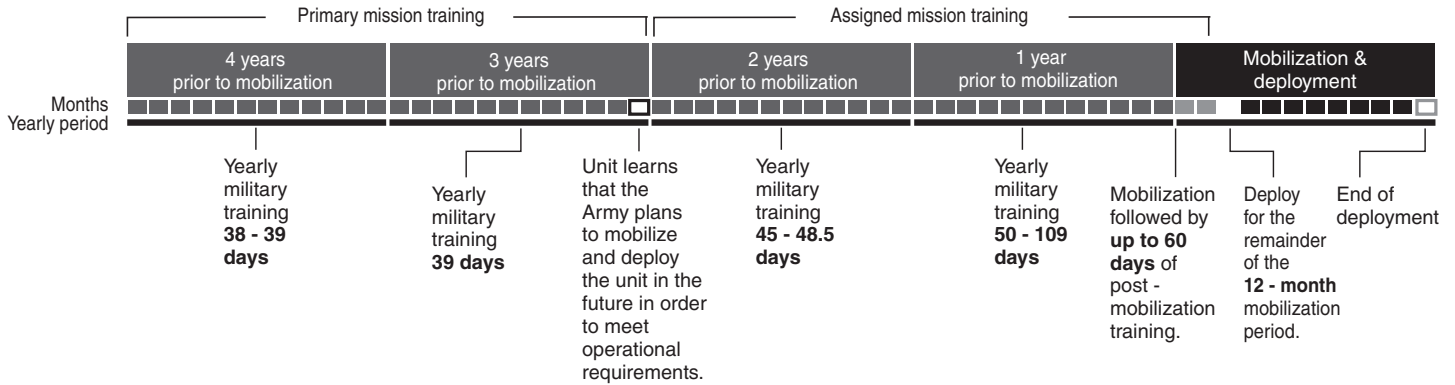 Primary mission training
Assigned mission training
4 years
prior to mobilization
3 years
prior to mobilization
2 years
prior to mobilization
1 year
prior to mobilization
Mobilization &
deployment
Months
Yearly period
Yearly
military
training
38 - 39
days
Yearly
military
training
39 days
Unit learns
that the
Army plans
to mobilize
and deploy
the unit in the
future in order
to meet
operational
requirements.
Yearly
military
training
45 - 48.5
days
Yearly
military
training
50 - 109
days
Mobilization
followed by
up to 60
days of
post -
mobilization
training.
Deploy
for the
remainder
of the
12 - month
mobilization
period.
End of
deployment